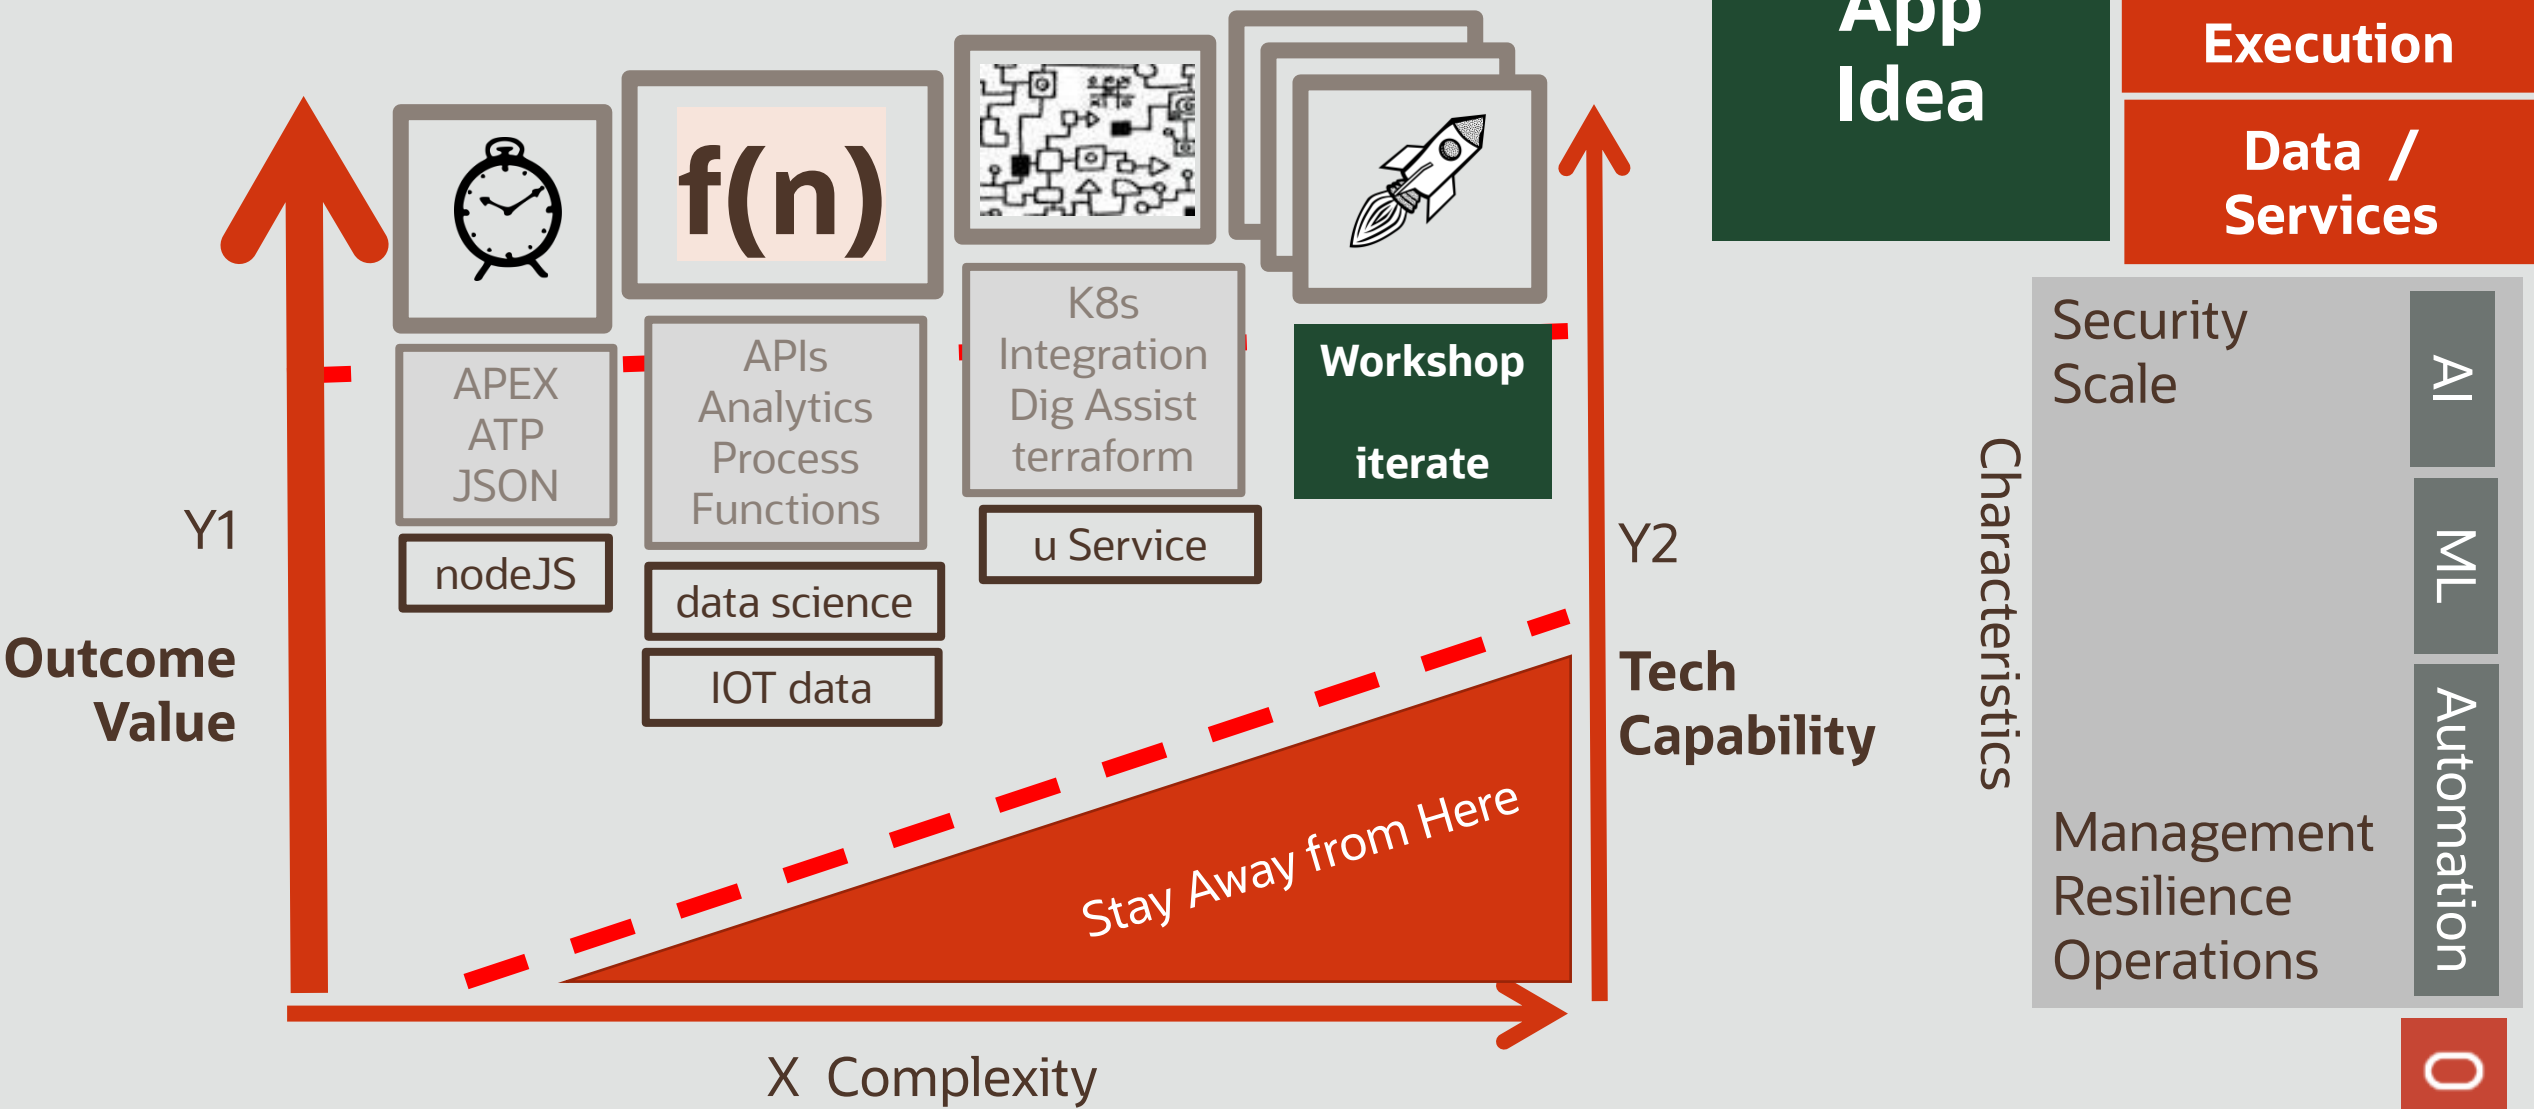 App
Idea
Execution
Data /
Services
f(n)
APEX
ATP
JSON
nodeJS
APIs
Analytics
Process
Functions
data science
IOT data
K8s
Integration
Dig Assist
terraform
u Service
Workshop
iterate
Y1
Outcome
Value
Y2
Tech
Capability
Stay Away from Here
X Complexity
Characteristics
Security
Scale
Management
Resilience
Operations
AI
ML
Automation